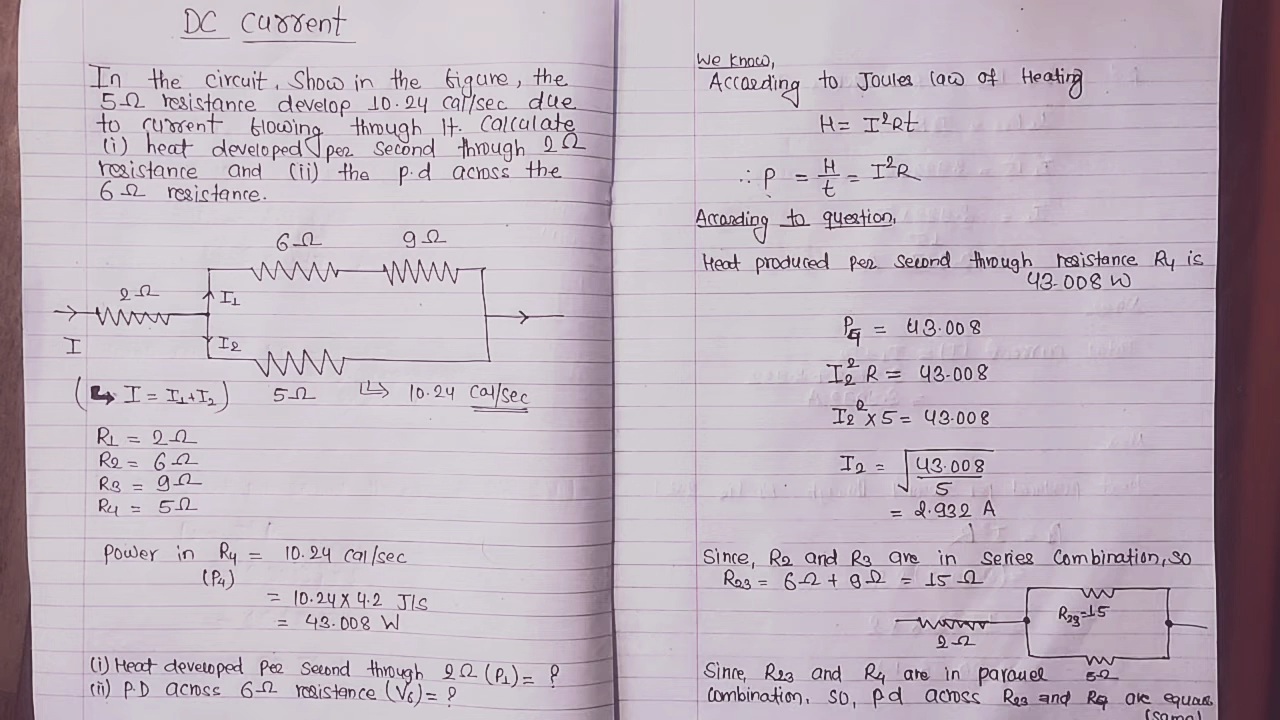 DC Current
In the circuit. Show in the figure, the
5Ω resistance develop 10.24 Cal/sec due
to current flowing through It. Calculate
(i) heat developed per second through 2Ω
resistance and (ii) the p.d across the
6Ω resistance.
6Ω 9Ω
2Ω
I₁
I₂
I
(↳ I = I₁+I₂) 5Ω ↳ 10.24 Cal/sec
R₁ = 2Ω
R₂ = 6Ω
R₃ = 9Ω
R₄ = 5Ω
Power in R₄ = 10.24 Cal/sec
(P₄)
= 10.24 × 4.2 J/S
= 43.008 W
(i) Heat developed Per Second through 2Ω (P₁) = ?
(ii) P.D across 6Ω resistance (V₆) = ?
We know,
According to Joules law of Heating
H = I²Rt
∴ P = H/t = I²R
According to question,
Heat produced per second through resistance R₄ is
43.008 W
P₄ = 43.008
I₂² R = 43.008
I₂² × 5 = 43.008
I₂ = √43.008/5
= 2.932 A
Since, R₂ and R₃ are in series Combination, so
R₂₃ = 6Ω + 9Ω = 15Ω
R₂₃=15
2Ω
5Ω
Since, R₂₃ and R₄ are in parallel
Combination. so, p.d across R₂₃ and R₄ are equal
(same)